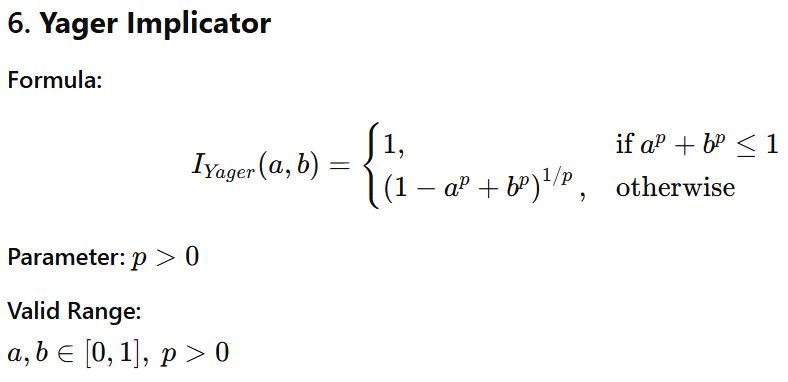 6. Yager Implicator
Formula:
I_{Yager}(a, b) = { 1, if a^p + b^p ≤ 1
(1 − a^p + b^p)^{1/p}, otherwise
Parameter: p > 0
Valid Range:
a, b ∈ [0, 1], p > 0